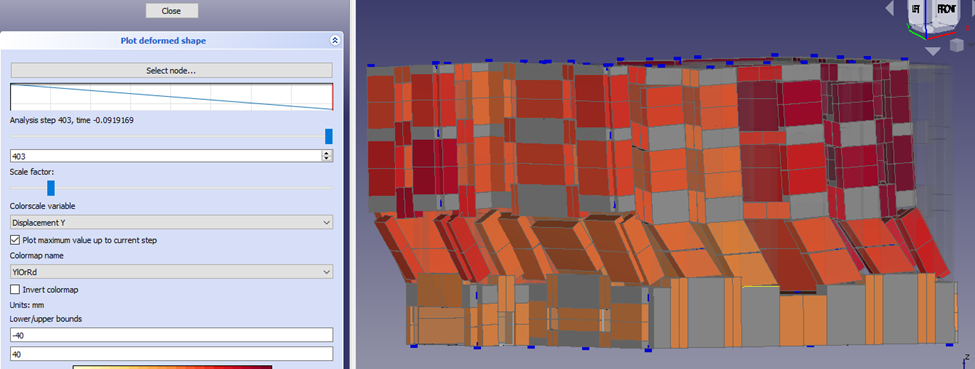 Close
Plot deformed shape
Select node...
Analysis step 403, time -0.0919169
403
Scale factor:
Colorscale variable
Displacement Y
Plot maximum value up to current step
Colormap name
YlOrRd
Invert colormap
Units: mm
Lower/upper bounds
-40
40
LEFT FRONT
z